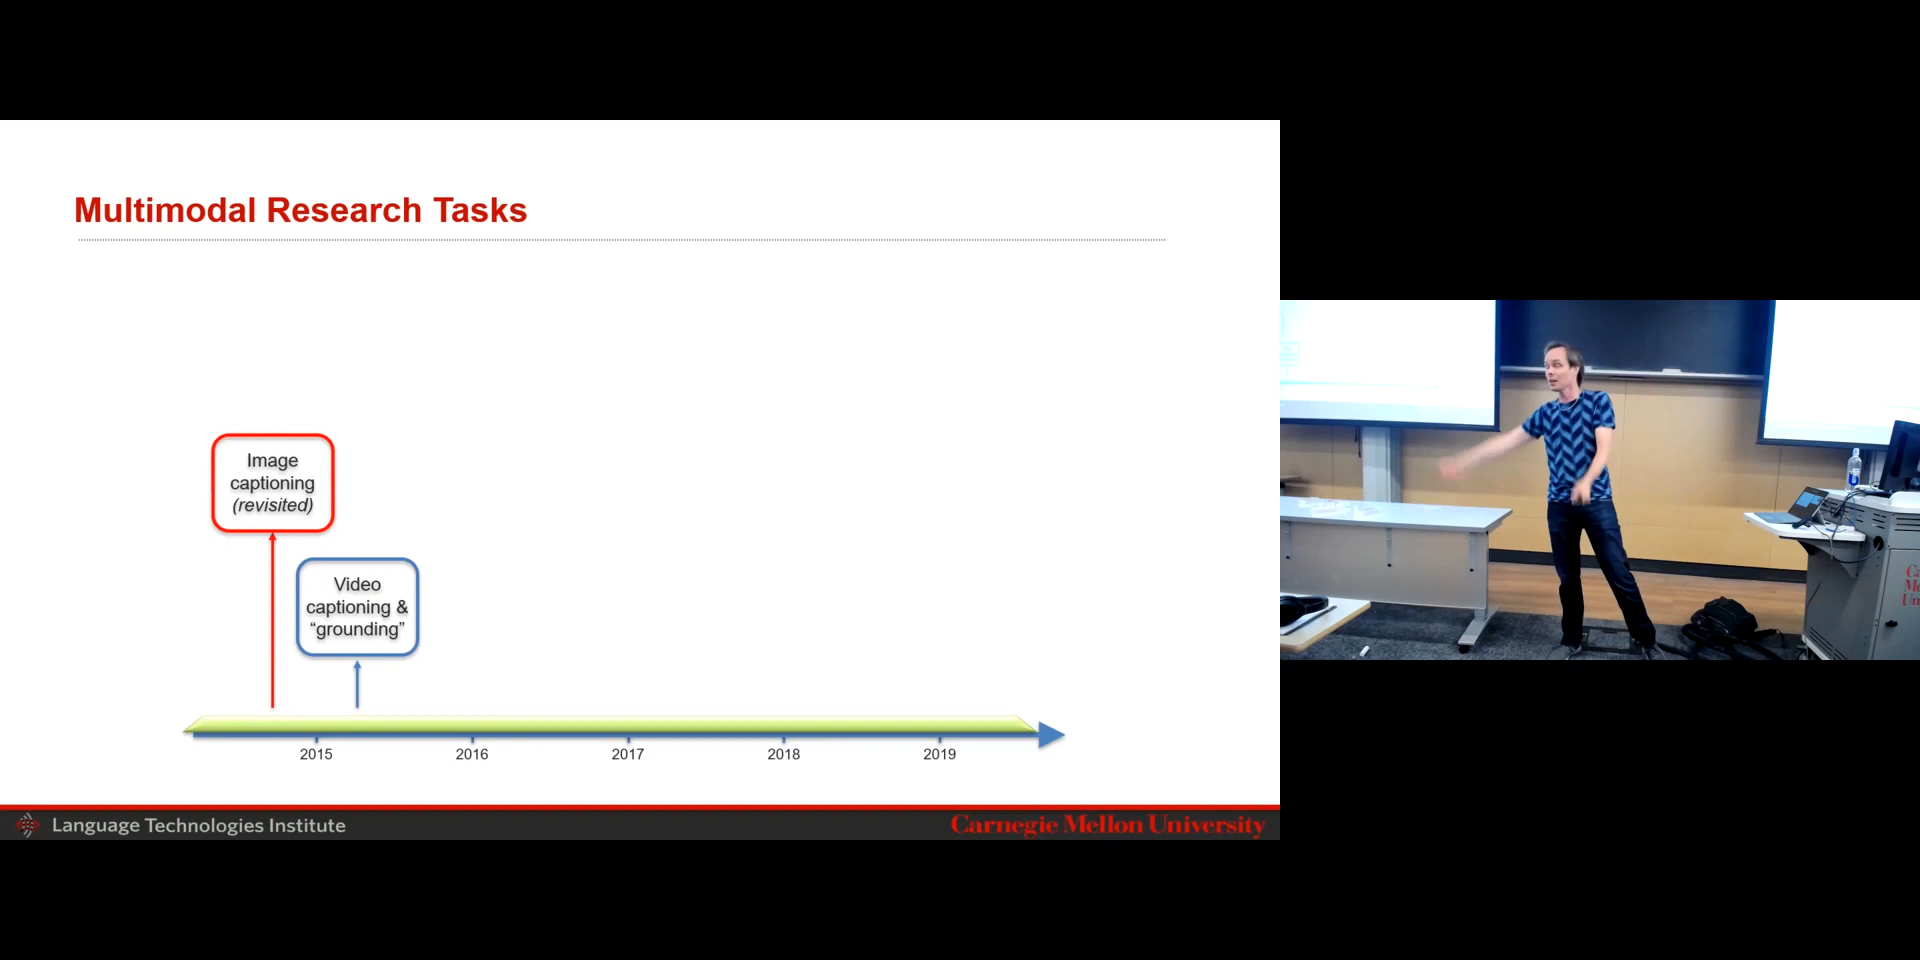 Multimodal Research Tasks
Image
captioning
(revisited)
Video
captioning &
“grounding”
2015
2016
2017
2018
2019
Language Technologies Institute
Carnegie Mellon University